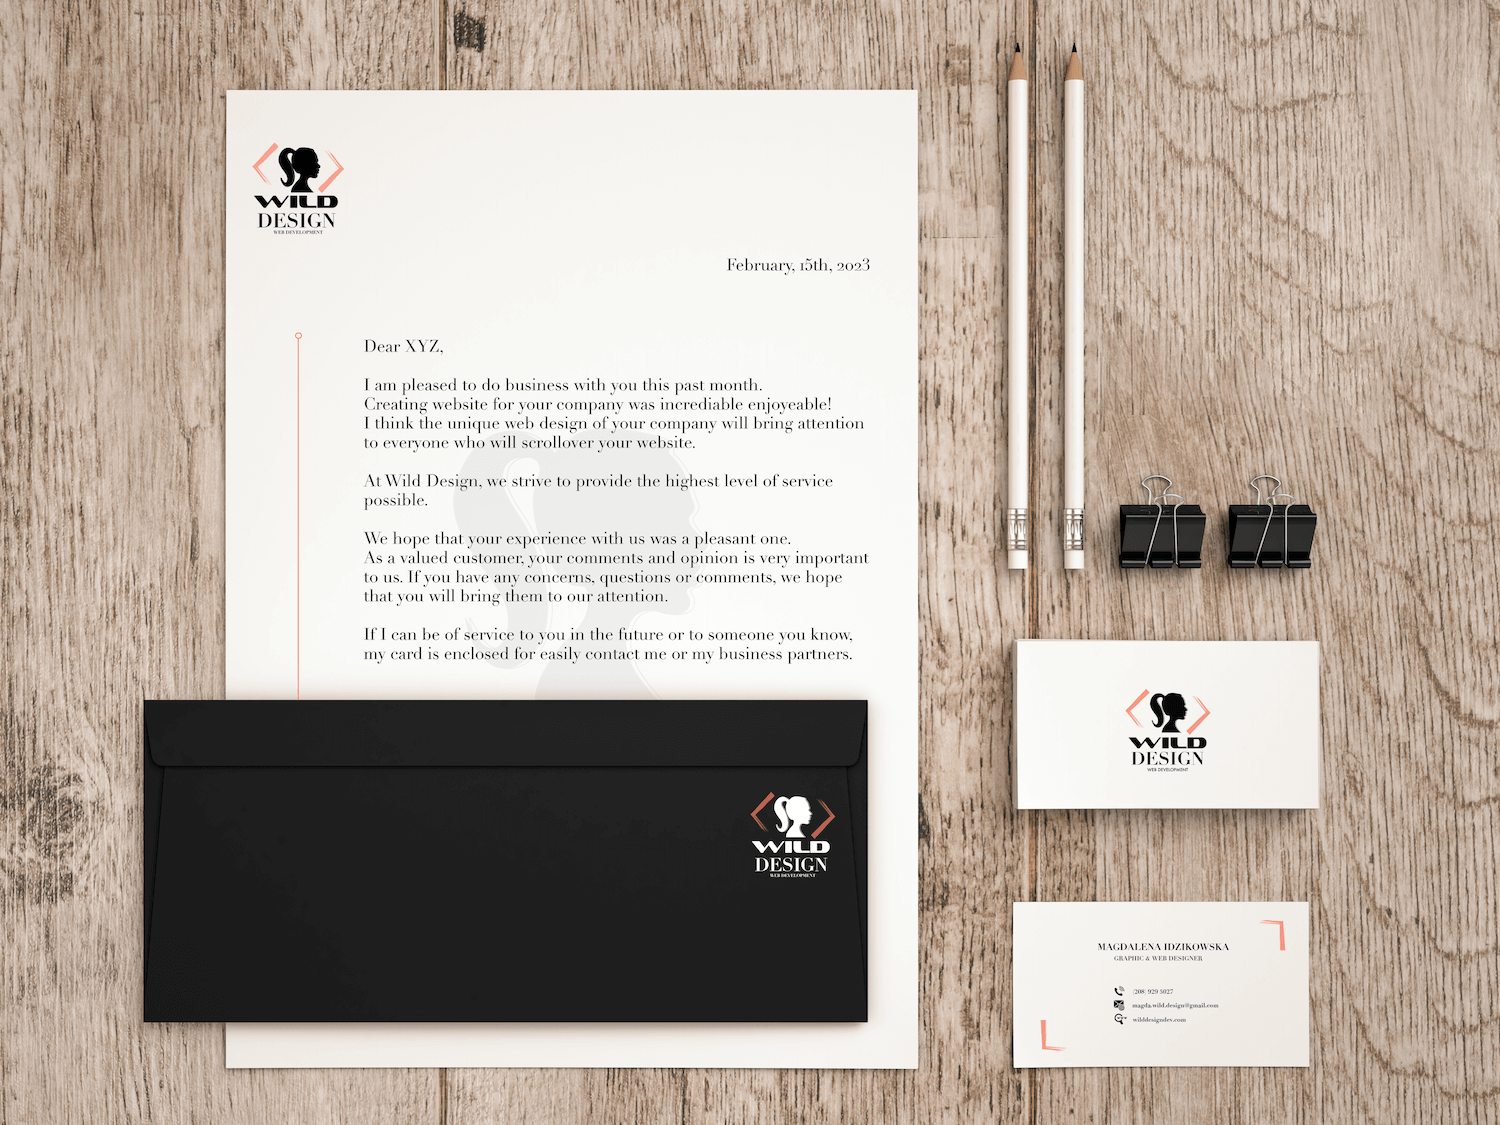 WILD
DESIGN
WEB DEVELOPMENT
February, 15th, 2023
Dear XYZ,
I am pleased to do business with you this past month.
Creating website for your company was incrediable enjoyeable!
I think the unique web design of your company will bring attention
to everyone who will scrollover your website.
At Wild Design, we strive to provide the highest level of service
possible.
We hope that your experience with us was a pleasant one.
As a valued customer, your comments and opinion is very important
to us. If you have any concerns, questions or comments, we hope
that you will bring them to our attention.
If I can be of service to you in the future or to someone you know,
my card is enclosed for easily contact me or my business partners.
WILD
DESIGN
WEB DEVELOPMENT
WILD
DESIGN
WEB DEVELOPMENT
MAGDALENA IDZIKOWSKA
GRAPHIC & WEB DESIGNER
(208) 929 3027
magda.wild.design@gmail.com
wilddesigndev.com